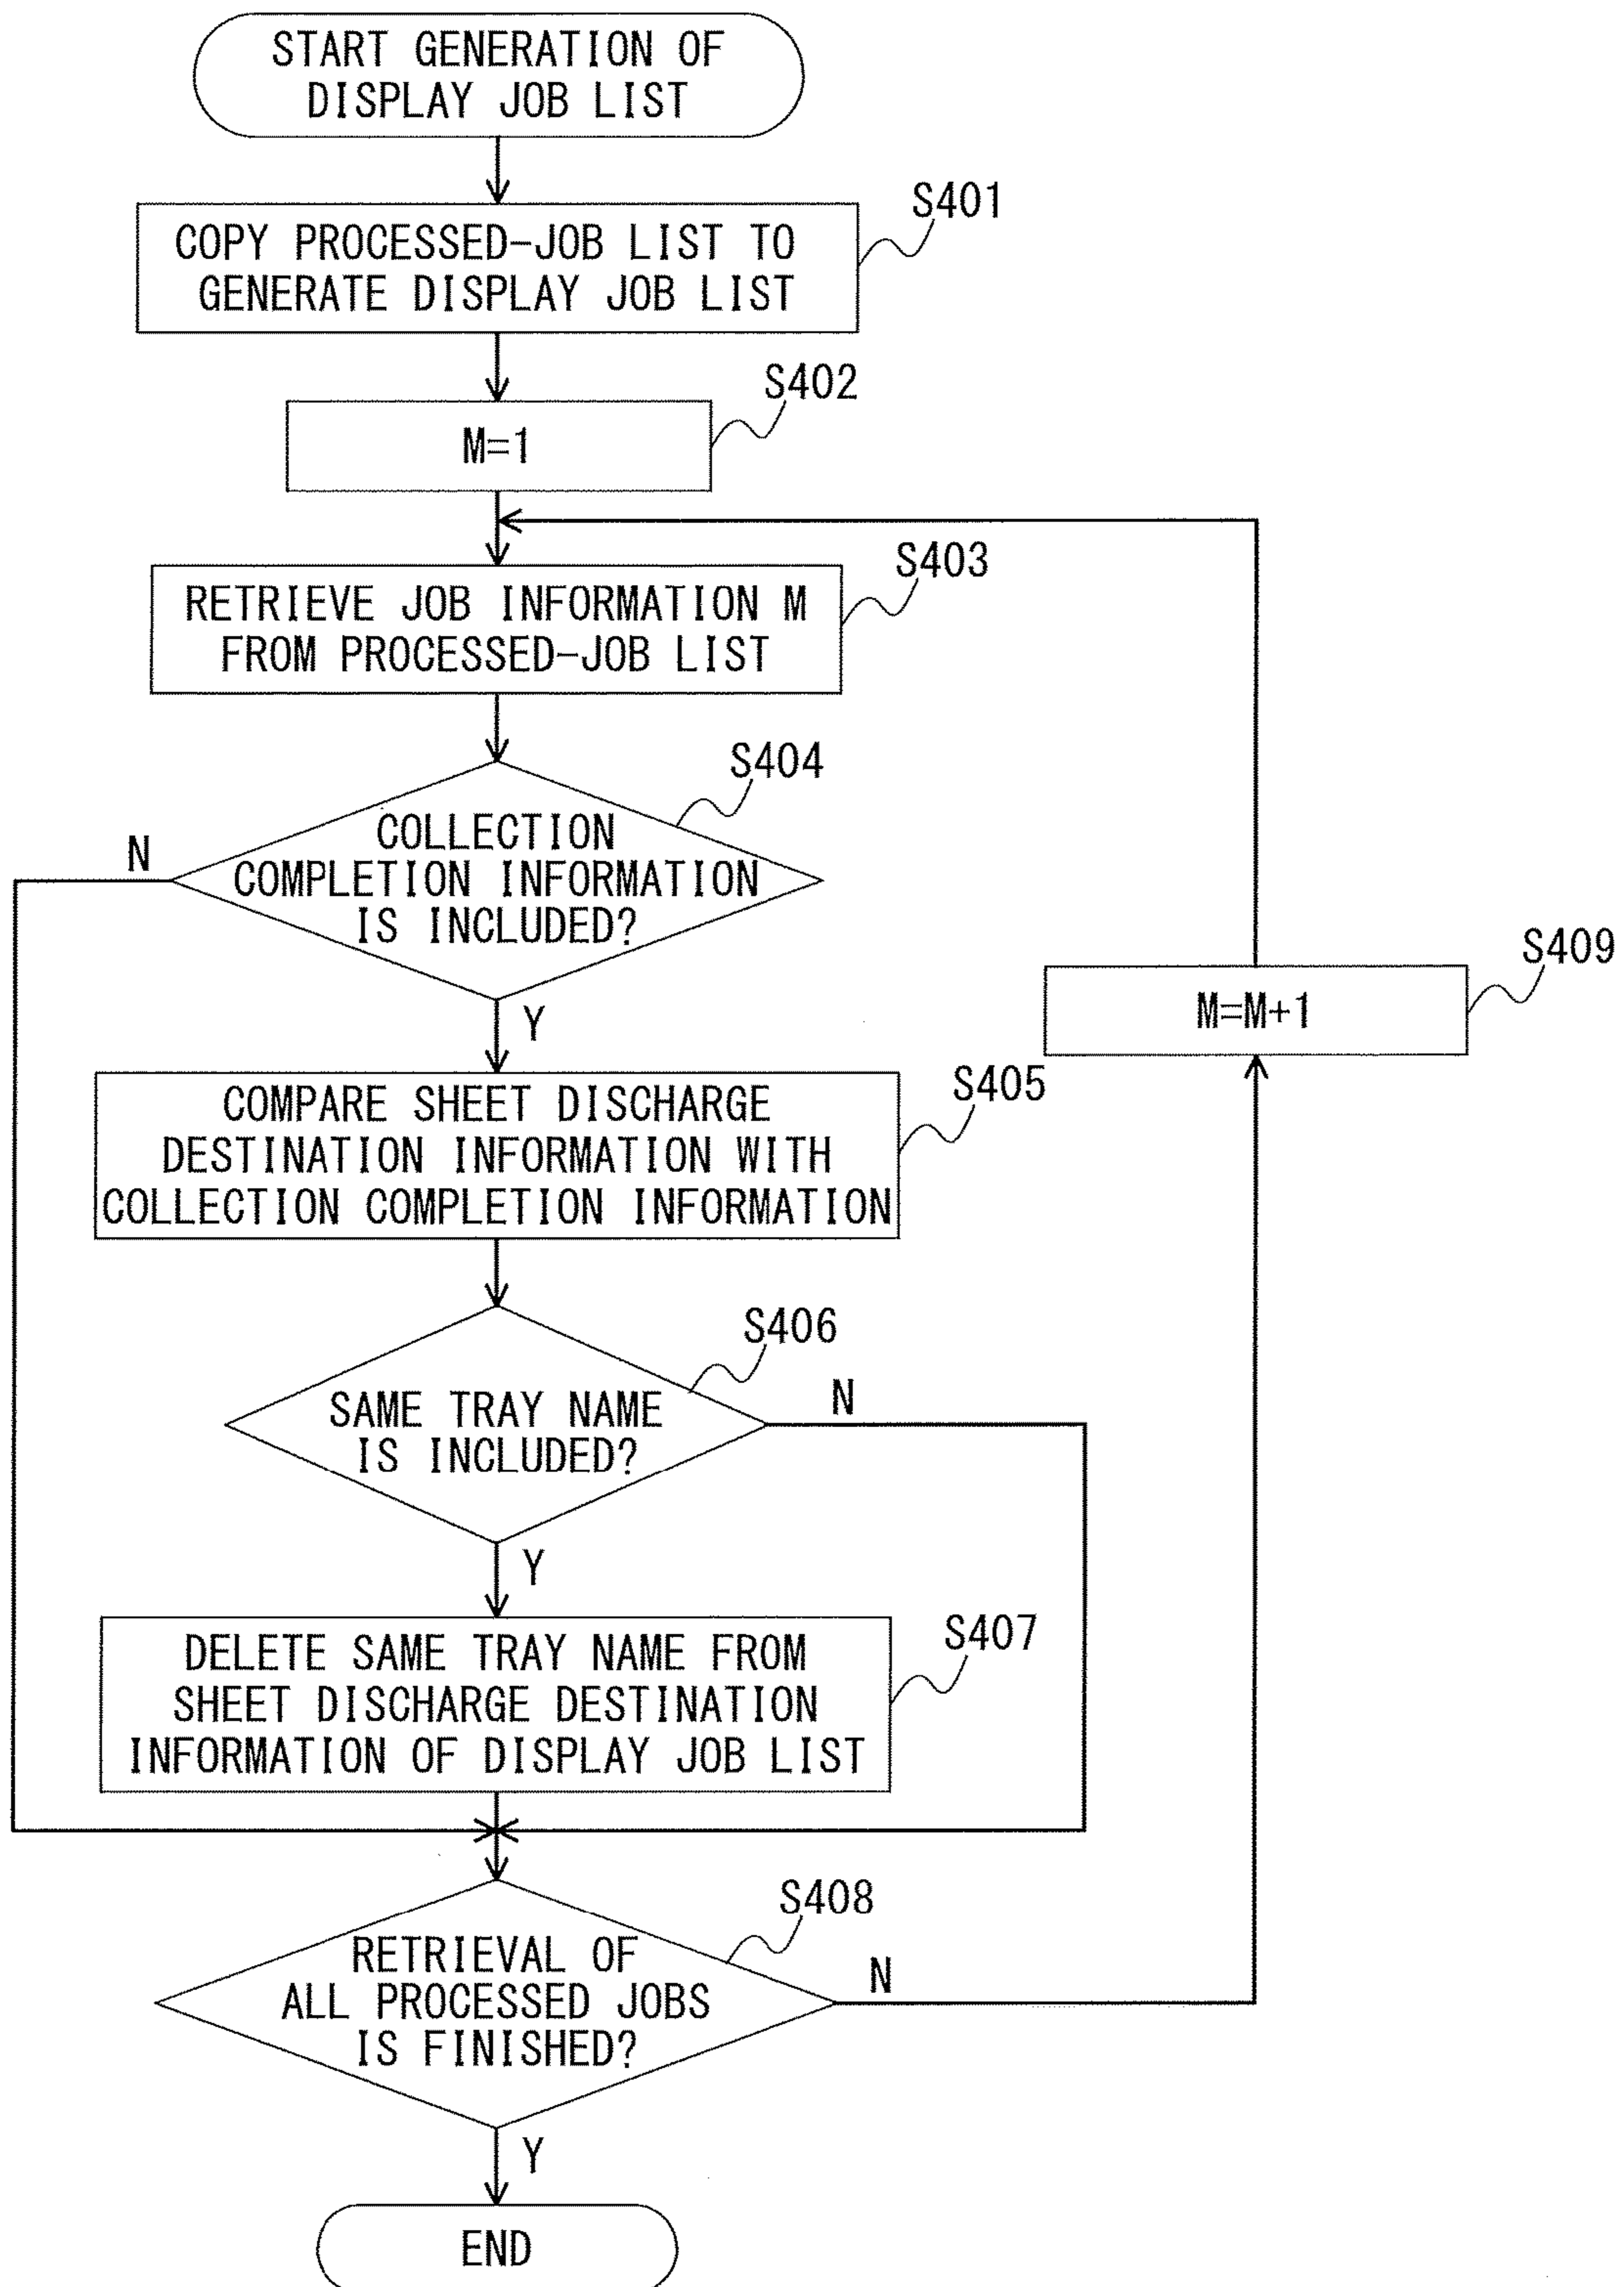 START GENERATION OF
DISPLAY JOB LIST
S401
COPY PROCESSED-JOB LIST TO
GENERATE DISPLAY JOB LIST
S402
M=1
S403
RETRIEVE JOB INFORMATION M
FROM PROCESSED-JOB LIST
S404
COLLECTION
COMPLETION INFORMATION
IS INCLUDED?
N
Y
S409
M=M+1
S405
COMPARE SHEET DISCHARGE
DESTINATION INFORMATION WITH
COLLECTION COMPLETION INFORMATION
S406
SAME TRAY NAME
IS INCLUDED?
N
Y
S407
DELETE SAME TRAY NAME FROM
SHEET DISCHARGE DESTINATION
INFORMATION OF DISPLAY JOB LIST
S408
RETRIEVAL OF
ALL PROCESSED JOBS
IS FINISHED?
N
Y
END